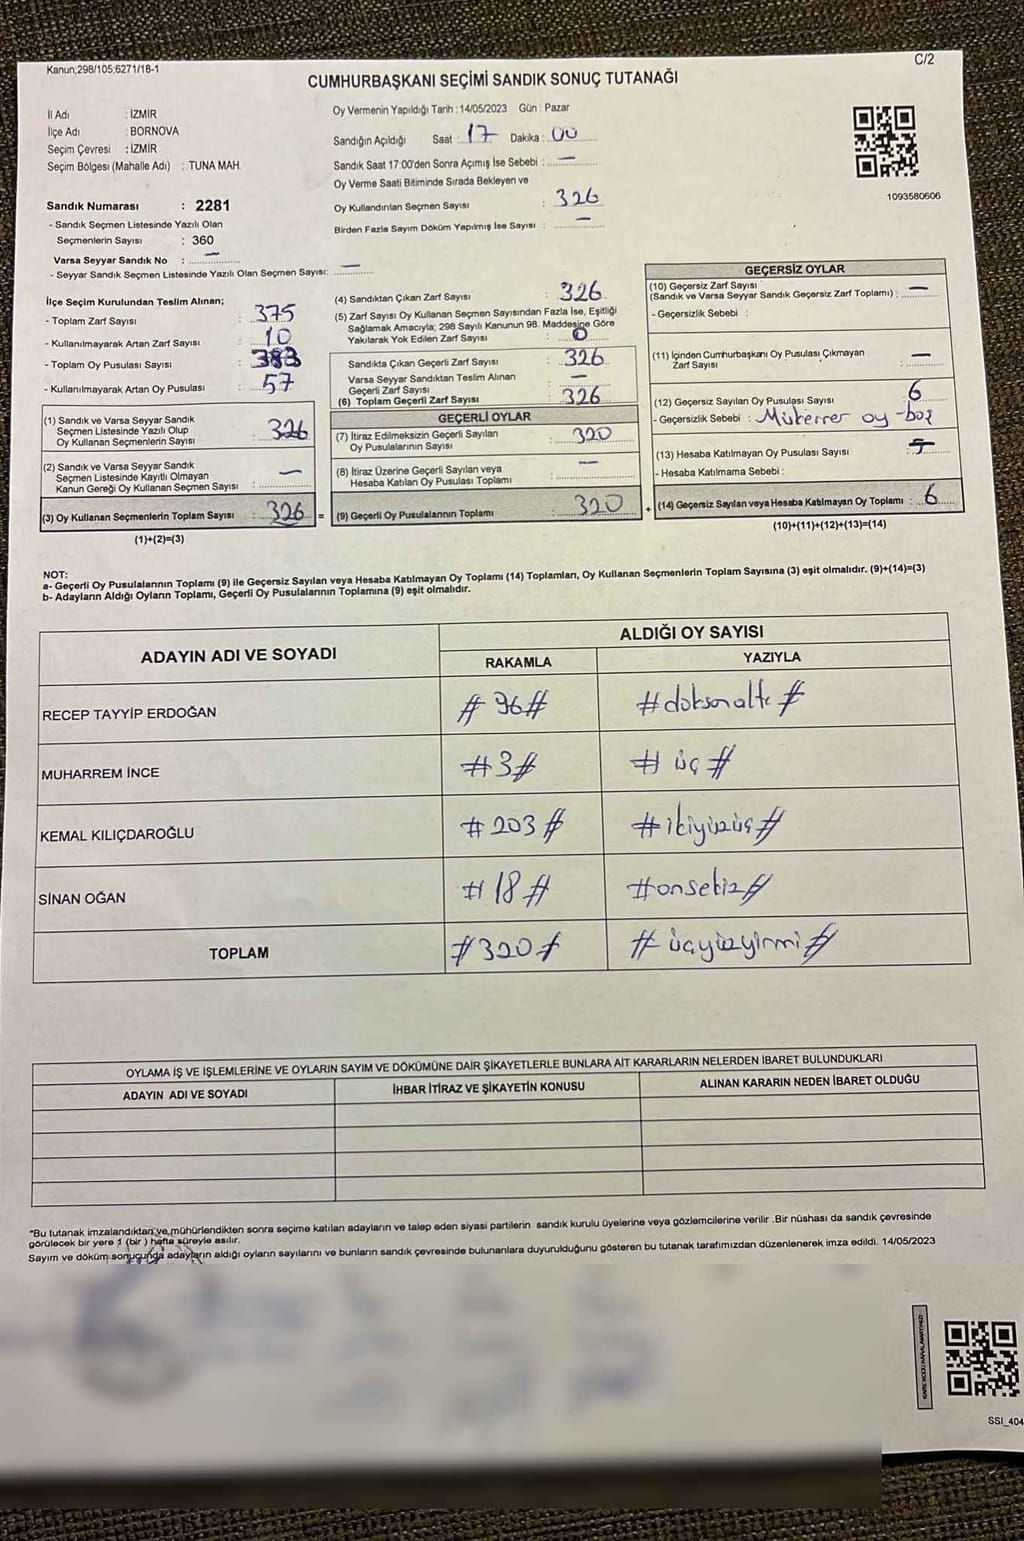 Kanun;298/105;6271/18-1
C/2
CUMHURBAŞKANI SEÇİMİ SANDIK SONUÇ TUTANAĞI
İl Adı : İZMİR
İlçe Adı : BORNOVA
Seçim Çevresi : İZMİR
Seçim Bölgesi (Mahalle Adı) : TUNA MAH.
Sandık Numarası : 2281
- Sandık Seçmen Listesinde Yazılı Olan
Seçmenlerin Sayısı : 360
Varsa Seyyar Sandık No : —
- Seyyar Sandık Seçmen Listesinde Yazılı Olan Seçmen Sayısı: —
Oy Vermenin Yapıldığı Tarih : 14/05/2023 Gün : Pazar
Sandığın Açıldığı Saat : 17 Dakika : 00
Sandık Saat 17:00'den Sonra Açımış İse Sebebi : —
Oy Verme Saati Bitiminde Sırada Bekleyen ve
Oy Kullandırılan Seçmen Sayısı : 326
Birden Fazla Sayım Döküm Yapılmış İse Sayısı : —
1093580606
İlçe Seçim Kurulundan Teslim Alınan;
- Toplam Zarf Sayısı : 375
- Kullanılmayarak Artan Zarf Sayısı : 10
- Toplam Oy Pusulası Sayısı : 383
- Kullanılmayarak Artan Oy Pusulası : 57
(1) Sandık ve Varsa Seyyar Sandık
Seçmen Listesinde Yazılı Olup
Oy Kullanan Seçmenlerin Sayısı : 326
(2) Sandık ve Varsa Seyyar Sandık
Seçmen Listesinde Kayıtlı Olmayan
Kanun Gereği Oy Kullanan Seçmen Sayısı : —
(3) Oy Kullanan Seçmenlerin Toplam Sayısı : 326 =
(1)+(2)=(3)
(4) Sandıktan Çıkan Zarf Sayısı : 326
(5) Zarf Sayısı Oy Kullanan Seçmen Sayısından Fazla İse, Eşitliği
Sağlamak Amacıyla; 298 Sayılı Kanunun 98. Maddesine Göre
Yakılarak Yok Edilen Zarf Sayısı : 0
Sandıkta Çıkan Geçerli Zarf Sayısı : 326
Varsa Seyyar Sandıktan Teslim Alınan
Geçerli Zarf Sayısı : —
(6) Toplam Geçerli Zarf Sayısı : 326
GEÇERLİ OYLAR
(7) İtiraz Edilmeksizin Geçerli Sayılan
Oy Pusulalarının Sayısı : 320
(8) İtiraz Üzerine Geçerli Sayılan veya
Hesaba Katılan Oy Pusulası Toplamı : —
(9) Geçerli Oy Pusulalarının Toplamı : 320 +
GEÇERSİZ OYLAR
(10) Geçersiz Zarf Sayısı
(Sandık ve Varsa Seyyar Sandık Geçersiz Zarf Toplamı) : —
- Geçersizlik Sebebi :
(11) İçinden Cumhurbaşkanı Oy Pusulası Çıkmayan
Zarf Sayısı : —
(12) Geçersiz Sayılan Oy Pusulası Sayısı : 6
- Geçersizlik Sebebi : Mükerrer oy - boş
(13) Hesaba Katılmayan Oy Pusulası Sayısı :
- Hesaba Katılmama Sebebi :
(14) Geçersiz Sayılan veya Hesaba Katılmayan Oy Toplamı : 6
(10)+(11)+(12)+(13)=(14)
NOT:
a- Geçerli Oy Pusulalarının Toplamı (9) ile Geçersiz Sayılan veya Hesaba Katılmayan Oy Toplamı (14) Toplamları, Oy Kullanan Seçmenlerin Toplam Sayısına (3) eşit olmalıdır. (9)+(14)=(3)
b- Adayların Aldığı Oyların Toplamı, Geçerli Oy Pusulalarının Toplamına (9) eşit olmalıdır.
ADAYIN ADI VE SOYADI
ALDIĞI OY SAYISI
RAKAMLA YAZIYLA
RECEP TAYYİP ERDOĞAN #96# #doksanaltı#
MUHARREM İNCE #3# #üç#
KEMAL KILIÇDAROĞLU #203# #ikiyüzüç#
SİNAN OĞAN #18# #onsekiz#
TOPLAM #320# #üçyüzyirmi#
OYLAMA İŞ VE İŞLEMLERİNE VE OYLARIN SAYIM VE DÖKÜMÜNE DAİR ŞİKAYETLERLE BUNLARA AİT KARARLARIN NELERDEN İBARET BULUNDUKLARI
ADAYIN ADI VE SOYADI İHBAR İTİRAZ VE ŞİKAYETİN KONUSU ALINAN KARARIN NEDEN İBARET OLDUĞU
*Bu tutanak imzalandıktan ve mühürlendikten sonra seçime katılan adayların ve talep eden siyasi partilerin sandık kurulu üyelerine veya gözlemcilerine verilir .Bir nüshası da sandık çevresinde
görülecek bir yere 1 (bir ) hafta süreyle asılır.
Sayım ve döküm sonucunda adayların aldığı oyların sayılarını ve bunların sandık çevresinde bulunanlara duyurulduğunu gösteren bu tutanak tarafımızdan düzenlenerek imza edildi. 14/05/2023
SSI_404